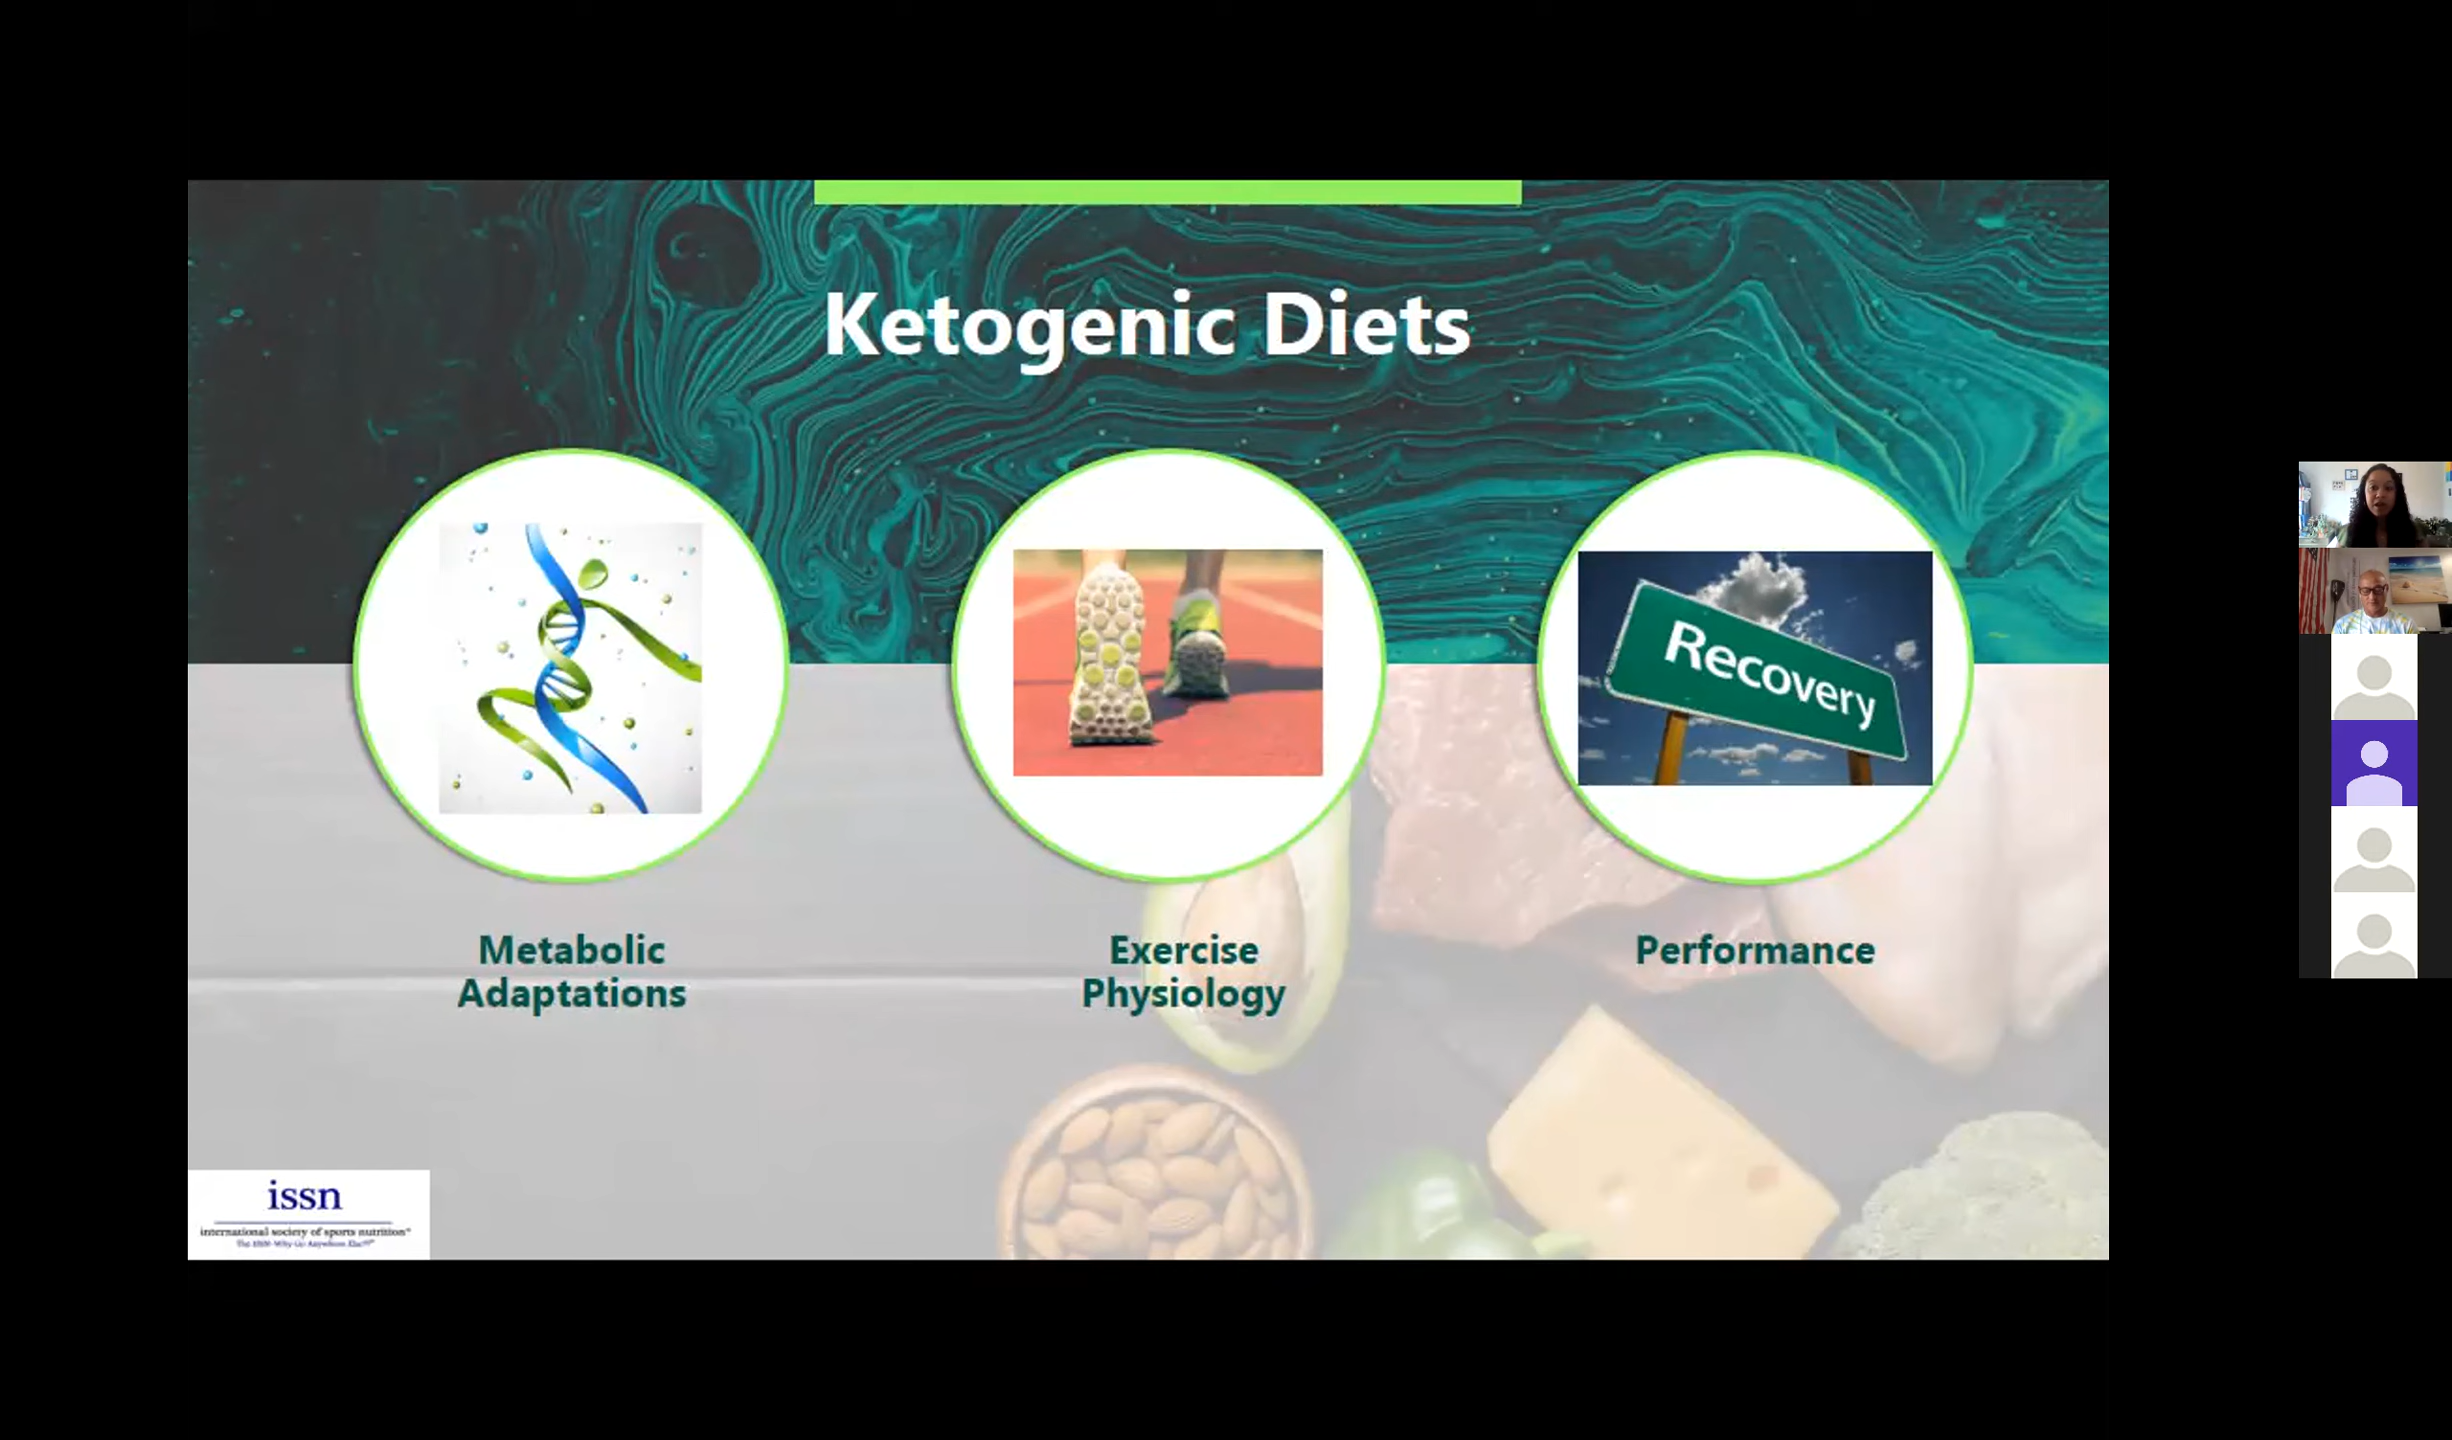 Ketogenic Diets
Recovery
Metabolic
Adaptations
Exercise
Physiology
Performance
issn
international society of sports nutrition®